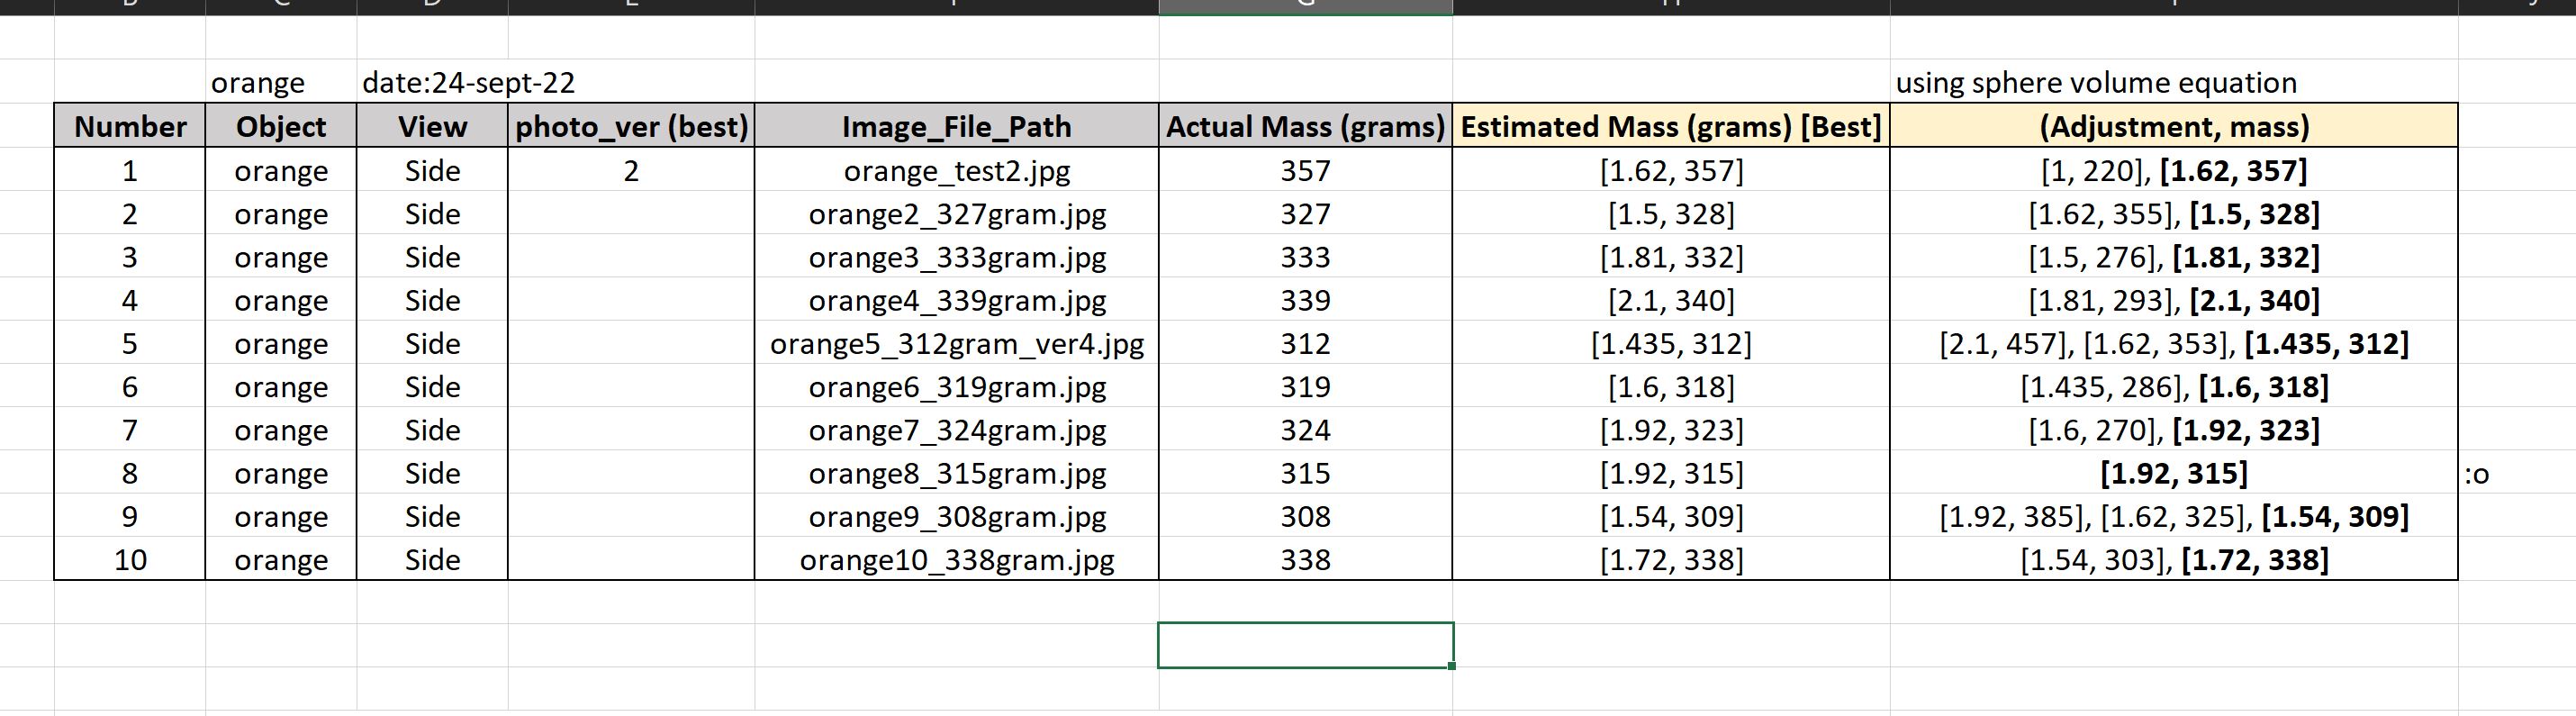 orange date:24-sept-22 using sphere volume equation
Number Object View photo_ver (best) Image_File_Path Actual Mass (grams) Estimated Mass (grams) [Best] (Adjustment, mass)
1 orange Side 2 orange_test2.jpg 357 [1.62, 357] [1, 220], [1.62, 357]
2 orange Side orange2_327gram.jpg 327 [1.5, 328] [1.62, 355], [1.5, 328]
3 orange Side orange3_333gram.jpg 333 [1.81, 332] [1.5, 276], [1.81, 332]
4 orange Side orange4_339gram.jpg 339 [2.1, 340] [1.81, 293], [2.1, 340]
5 orange Side orange5_312gram_ver4.jpg 312 [1.435, 312] [2.1, 457], [1.62, 353], [1.435, 312]
6 orange Side orange6_319gram.jpg 319 [1.6, 318] [1.435, 286], [1.6, 318]
7 orange Side orange7_324gram.jpg 324 [1.92, 323] [1.6, 270], [1.92, 323]
8 orange Side orange8_315gram.jpg 315 [1.92, 315] [1.92, 315] :o
9 orange Side orange9_308gram.jpg 308 [1.54, 309] [1.92, 385], [1.62, 325], [1.54, 309]
10 orange Side orange10_338gram.jpg 338 [1.72, 338] [1.54, 303], [1.72, 338]